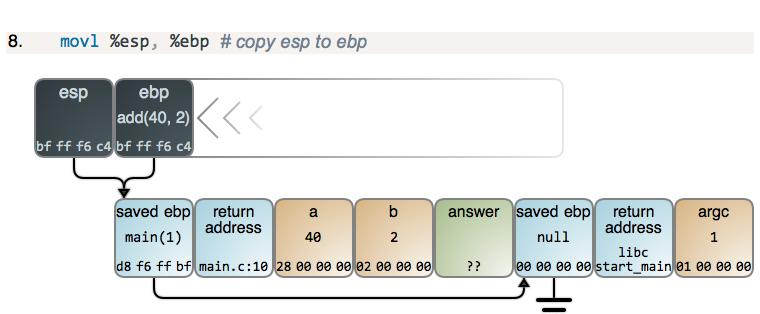 8. movl %esp, %ebp # copy esp to ebp
esp ebp
add(40, 2)
bf ff f6 c4 bf ff f6 c4
saved ebp return address a b answer saved ebp return address argc
main(1) 40 2 null libc 1
d8 f6 ff bf main.c:10 28 00 00 00 02 00 00 00 ?? 00 00 00 00 start_main 01 00 00 00